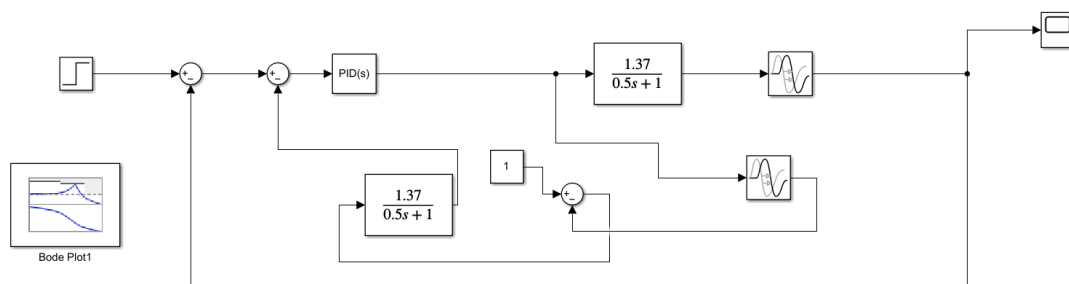 +
−
+
−
PID(s)
1.37
0.5s + 1
1
+
−
1.37
0.5s + 1
Bode Plot1